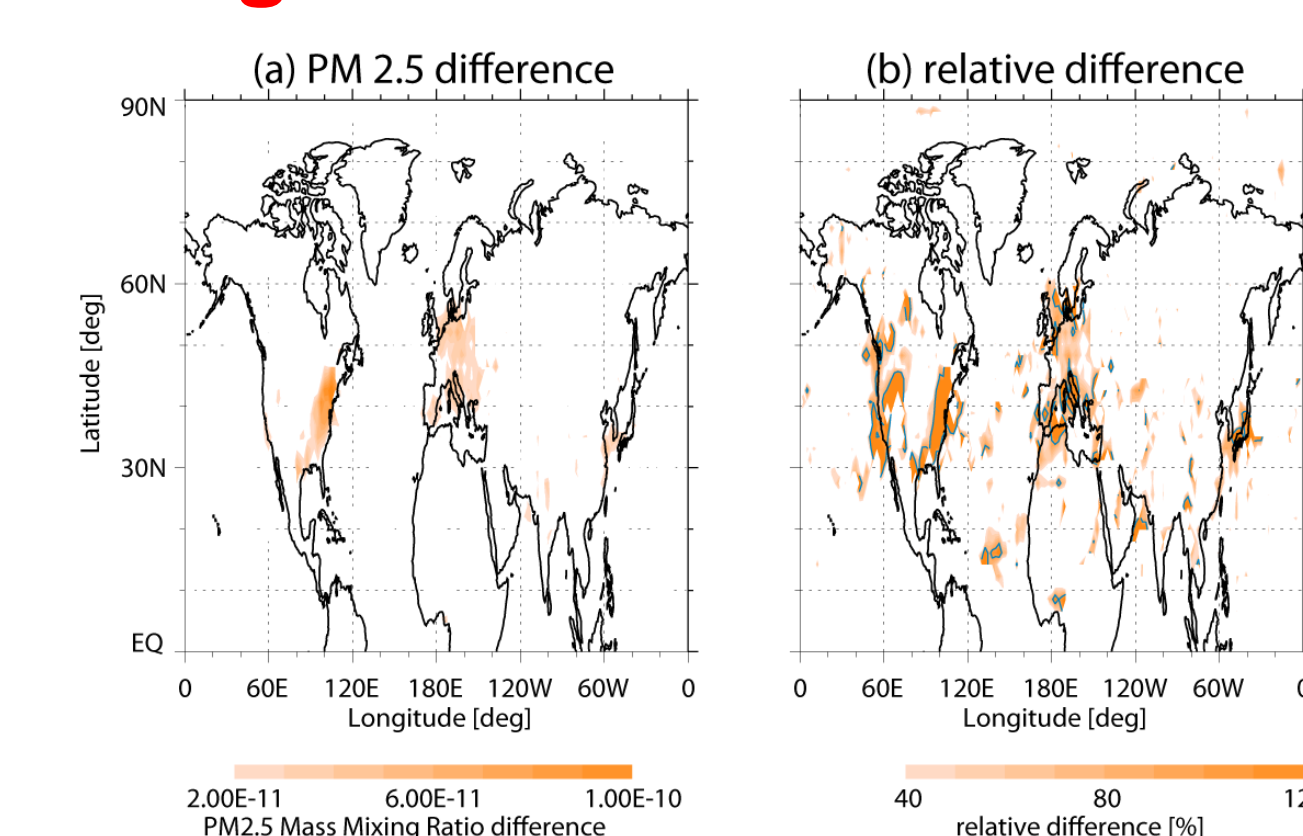 (a) PM 2.5 difference
(b) relative difference
90N
60N
30N
EQ
Latitude [deg]
0 60E 120E 180E 120W 60W 0
Longitude [deg]
0 60E 120E 180E 120W 60W
Longitude [deg]
2.00E-11 6.00E-11 1.00E-10
PM2.5 Mass Mixing Ratio difference
40 80
relative difference [%]